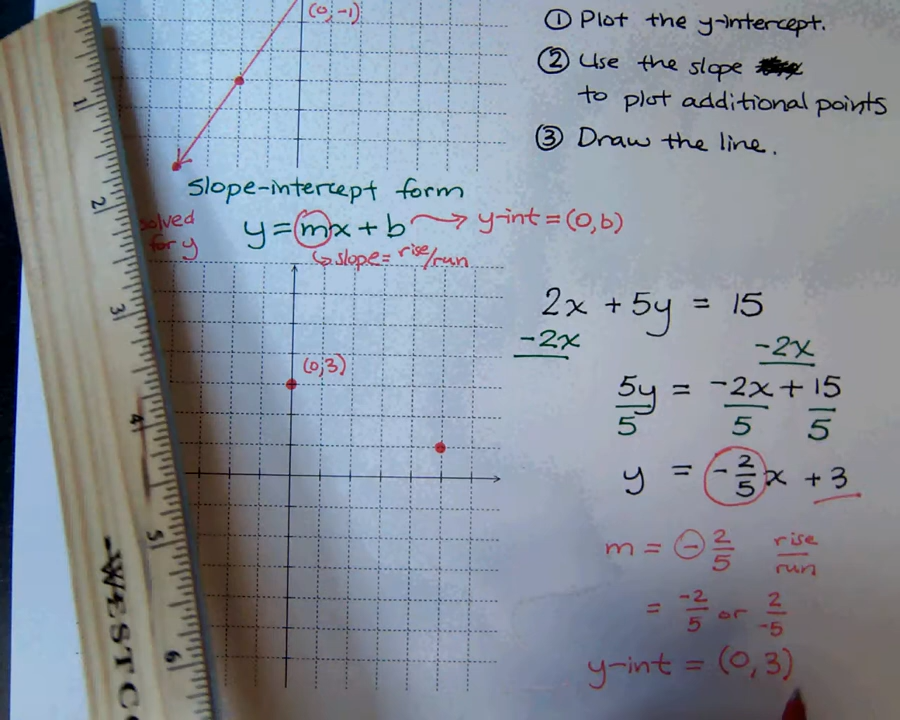 (0,-1)
① Plot the y-intercept.
② Use the slope
to plot additional points
③ Draw the line.
slope-intercept form
solved
for y
y = mx + b → y-int = (0,b)
↳ slope = rise/run
(0,3)
2x + 5y = 15
-2x -2x
5y = -2x + 15
5 5 5
y = -2/5 x + 3
m = -2/5 rise/run
= -2/5 or 2/-5
y-int = (0,3)
1
2
3
4
5
6
WESTC